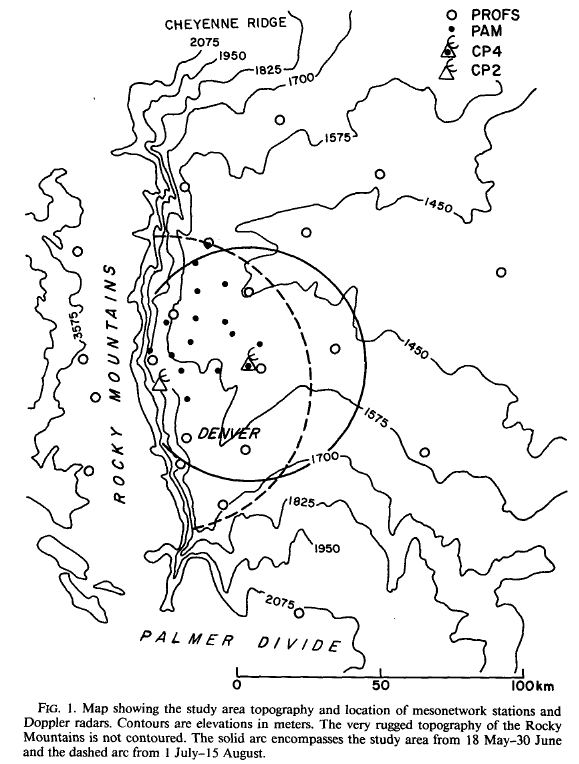 CHEYENNE RIDGE
PROFS
PAM
CP4
CP2
2075
1950
1825
1700
1575
1450
3575
ROCKY MOUNTAINS
1450
1575
DENVER
1700
1825
1950
2075
PALMER DIVIDE
0 50 100km
FIG. 1. Map showing the study area topography and location of mesonetwork stations and
Doppler radars. Contours are elevations in meters. The very rugged topography of the Rocky
Mountains is not contoured. The solid arc encompasses the study area from 18 May–30 June
and the dashed arc from 1 July–15 August.